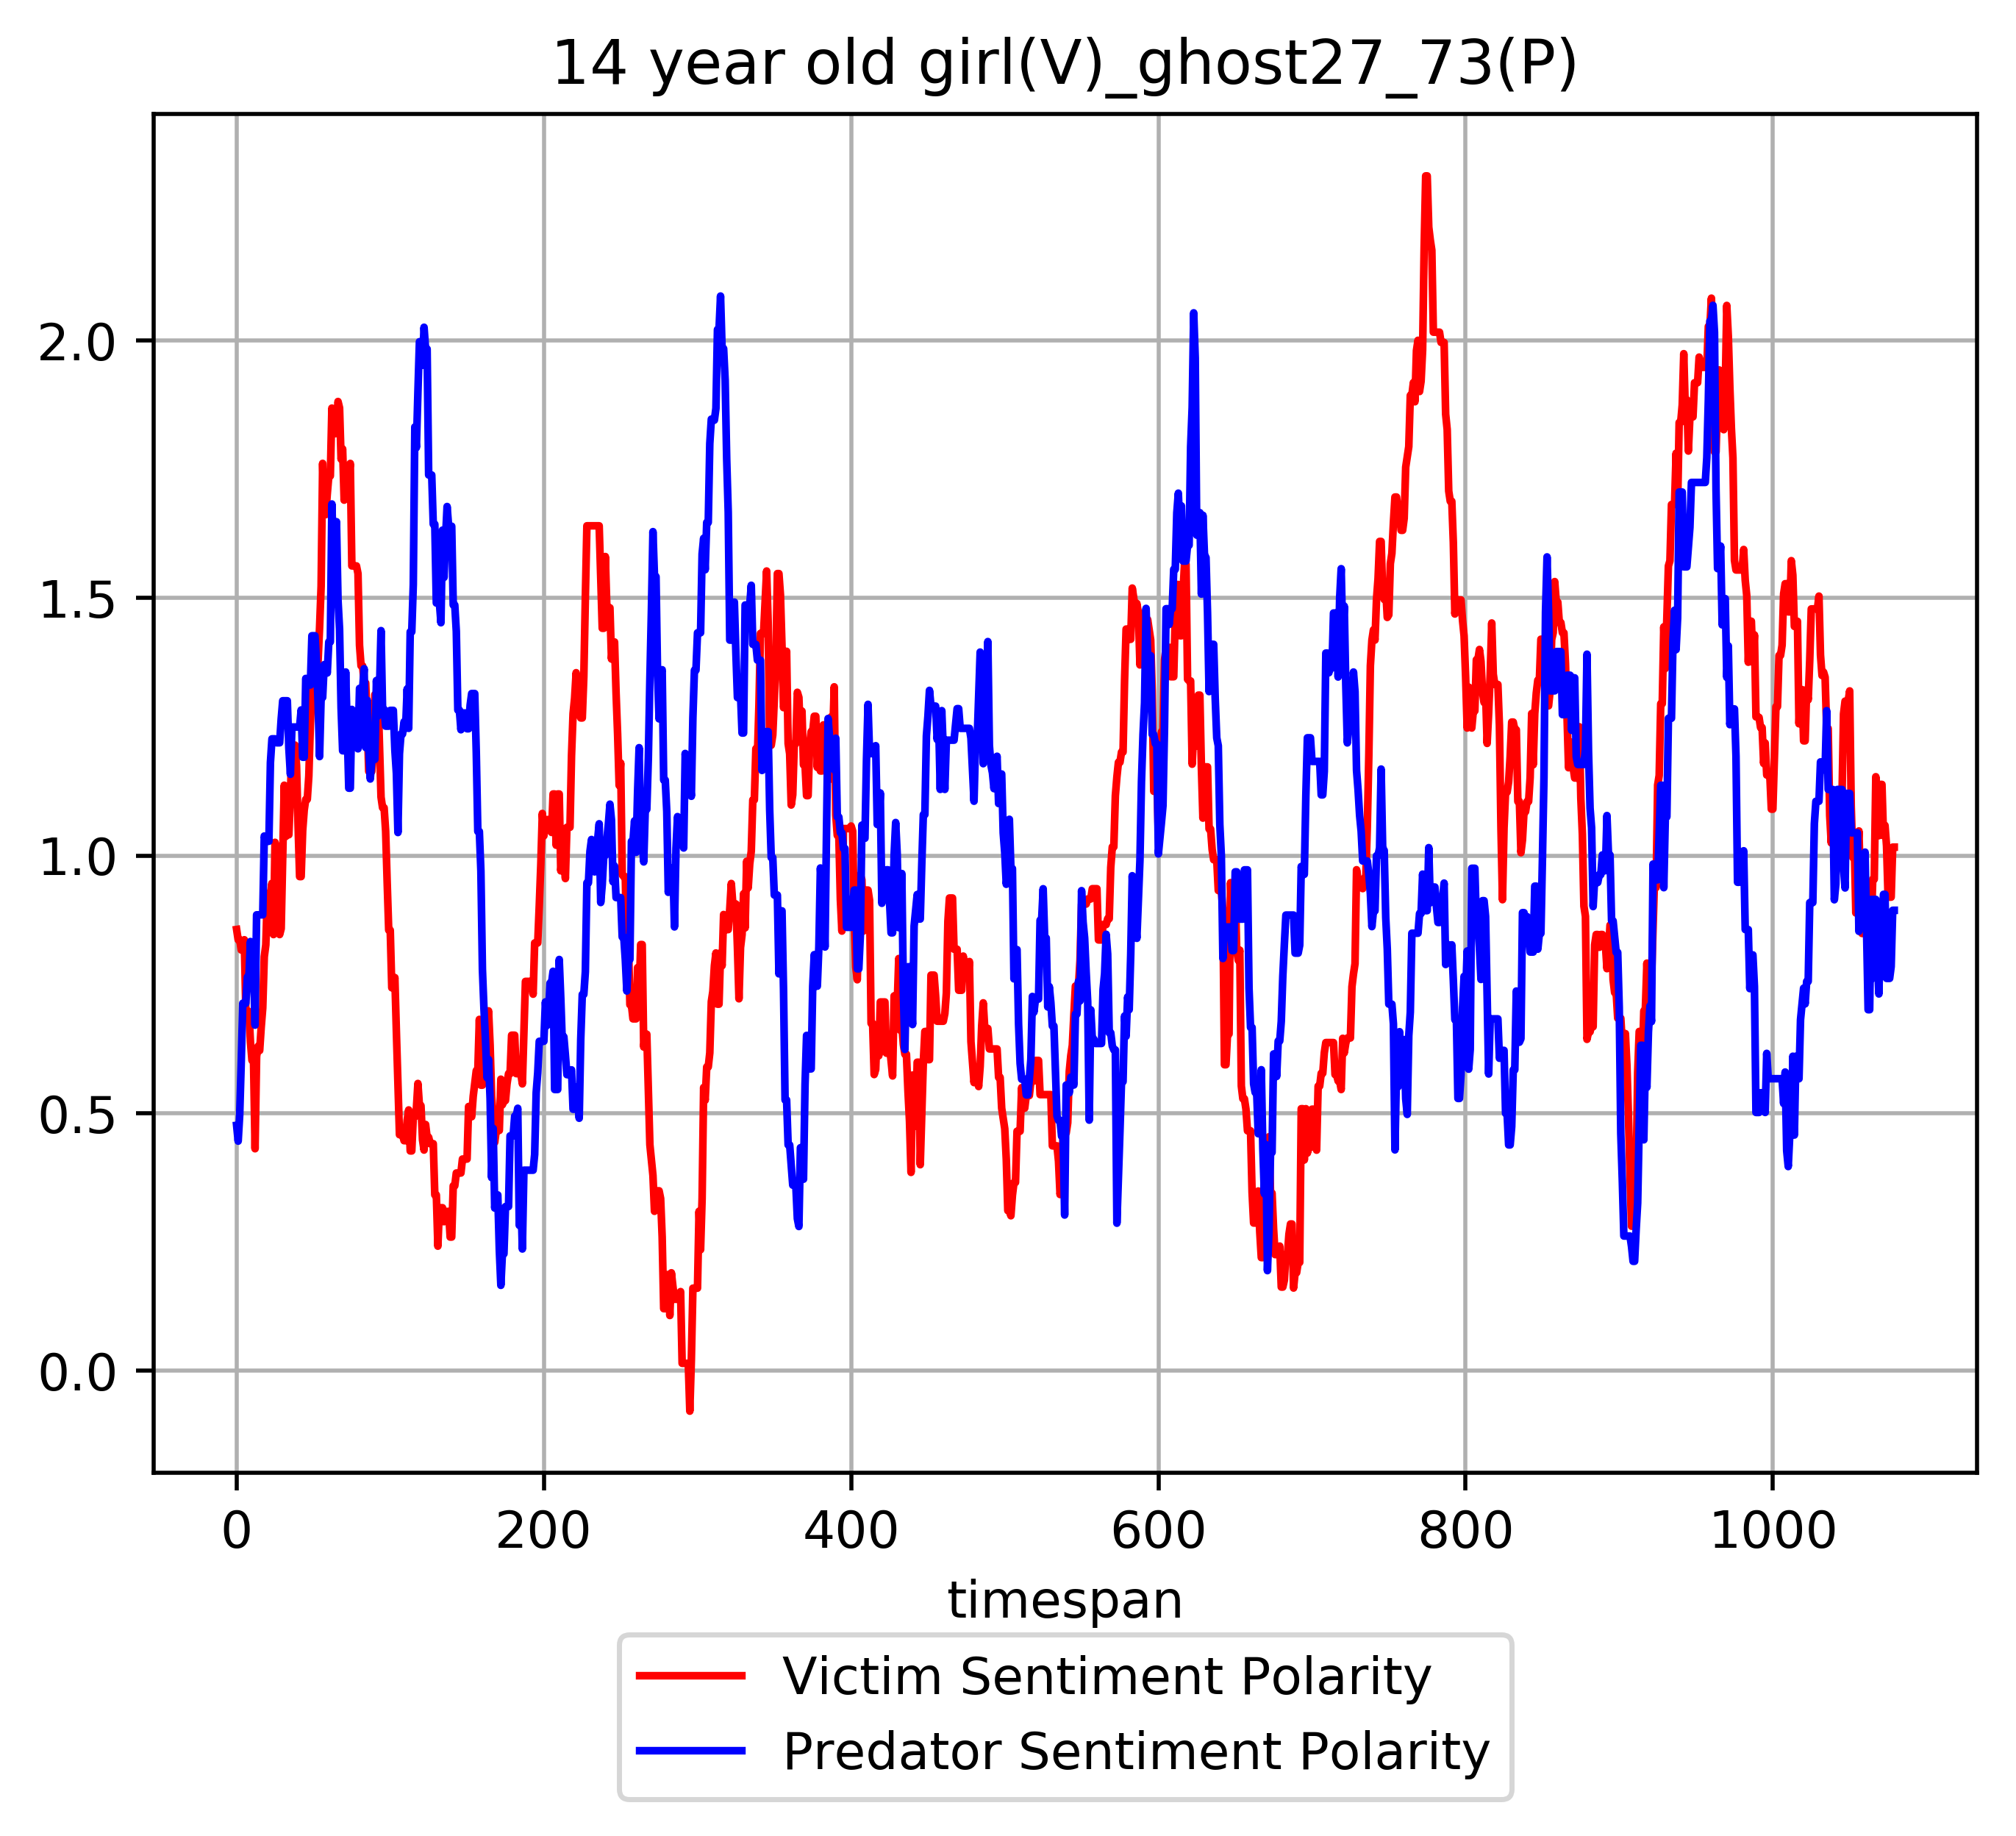 14 year old girl(V)_ghost27_73(P)
2.0
1.5
1.0
0.5
0.0
0 200 400 600 800 1000
timespan
Victim Sentiment Polarity
Predator Sentiment Polarity